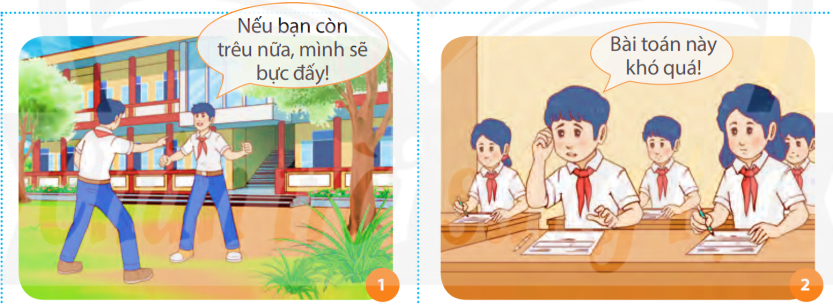 Nếu bạn còn
trêu nữa, mình sẽ
bực đấy!
1
Bài toán này
khó quá!
2